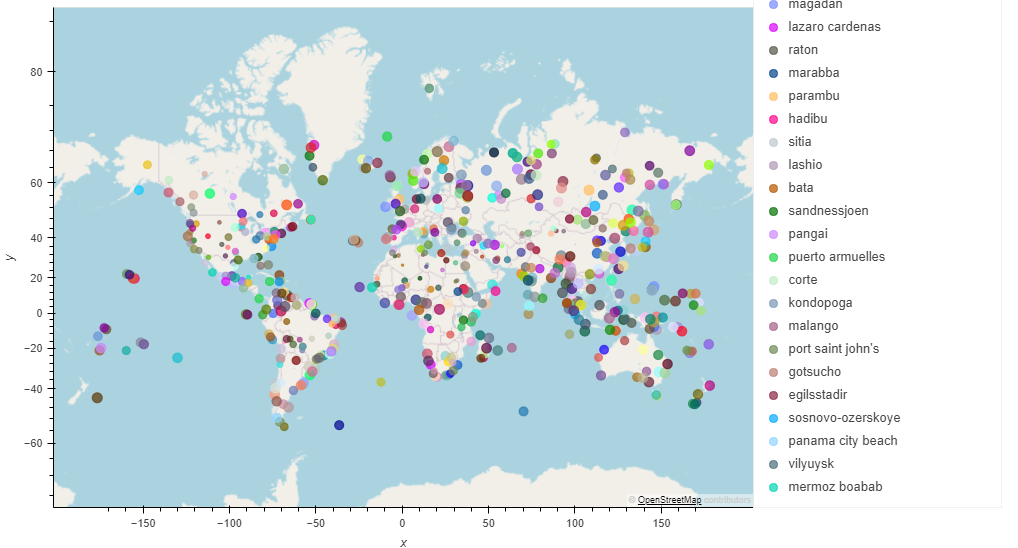 magadan
lazaro cardenas
raton
marabba
parambu
hadibu
sitia
lashio
bata
sandnessjoen
pangai
puerto armuelles
corte
kondopoga
malango
port saint john's
gotsucho
egilsstadir
sosnovo-ozerskoye
panama city beach
vilyuysk
mermoz boabab
80
60
40
20
0
−20
−40
−60
y
© OpenStreetMap contributors
−150 −100 −50 0 50 100 150
x